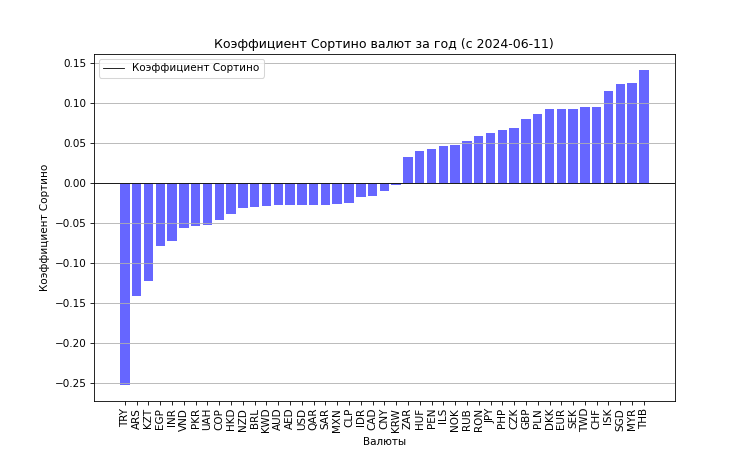 Коэффициент Сортино валют за год (с 2024-06-11)
Коэффициент Сортино
Коэффициент Сортино
0.15
0.10
0.05
0.00
−0.05
−0.10
−0.15
−0.20
−0.25
TRY
ARS
KZT
EGP
INR
VND
PKR
UAH
COP
HKD
NZD
BRL
KWD
AUD
AED
USD
QAR
SAR
MXN
CLP
IDR
CAD
CNY
KRW
ZAR
HUF
PEN
ILS
NOK
RUB
RON
JPY
PHP
CZK
GBP
PLN
DKK
EUR
SEK
TWD
CHF
ISK
SGD
MYR
THB
Валюты